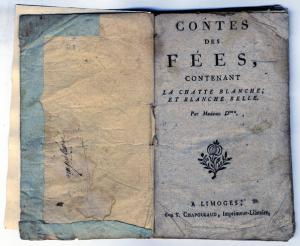 CONTES
DES
FÉES,
CONTENANT
LA CHATTE BLANCHE;
ET BLANCHE BELLE.
Par Madame D***.
A LIMOGES,
Chez F. CHAPOULAUD, Imprimeur-Libraire,